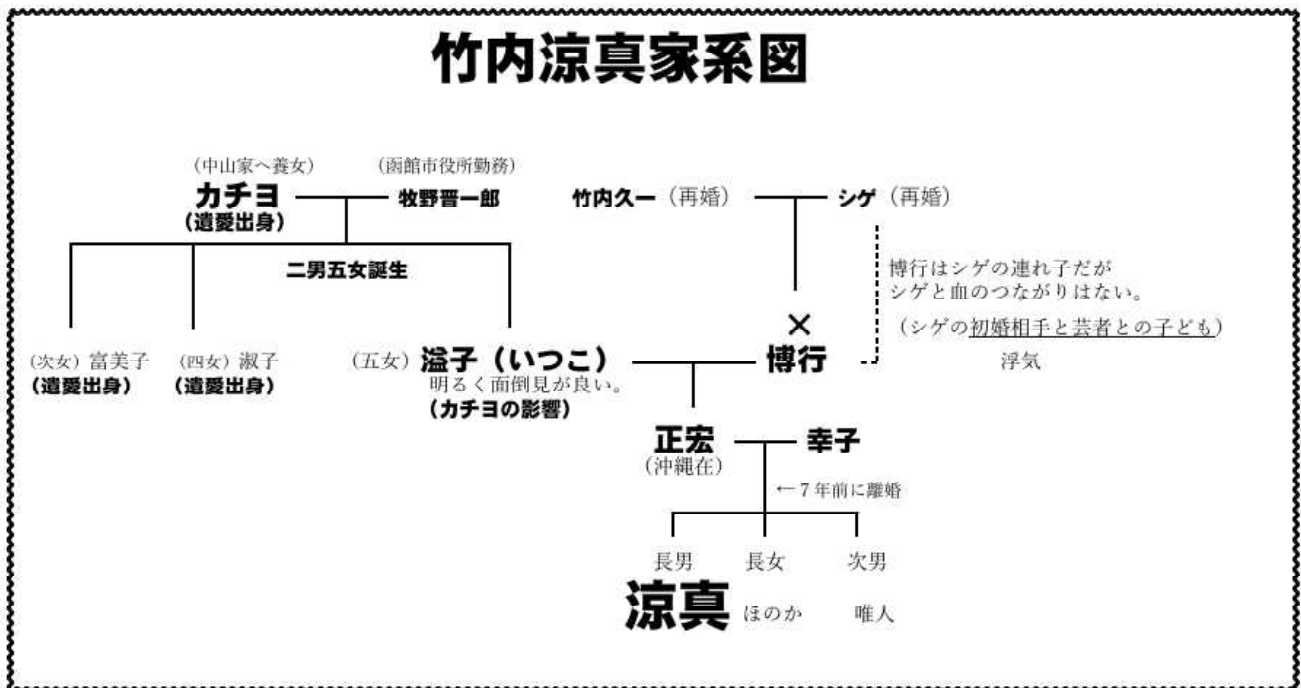 竹内涼真家系図
（中山家へ養女）
（函館市役所勤務）
カチヨ
牧野晋一郎
竹内久一（再婚）
シゲ（再婚）
（遺愛出身）
二男五女誕生
博行はシゲの連れ子だが
シゲと血のつながりはない。
（シゲの初婚相手と芸者との子ども）
浮気
×
（次女）富美子
（遺愛出身）
（四女）淑子
（遺愛出身）
（五女）溢子（いつこ）
明るく面倒見が良い。
（カチヨの影響）
博行
正宏
（沖縄在）
幸子
←７年前に離婚
長男
長女
次男
涼真
ほのか
唯人